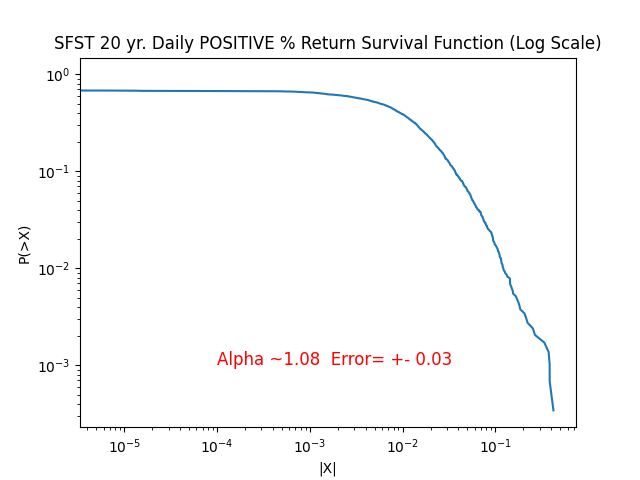 SFST 20 yr. Daily POSITIVE % Return Survival Function (Log Scale)
10⁰
10⁻¹
10⁻²
10⁻³
P(>X)
Alpha ~1.08  Error= +- 0.03
10⁻⁵ 10⁻⁴ 10⁻³ 10⁻² 10⁻¹
|X|